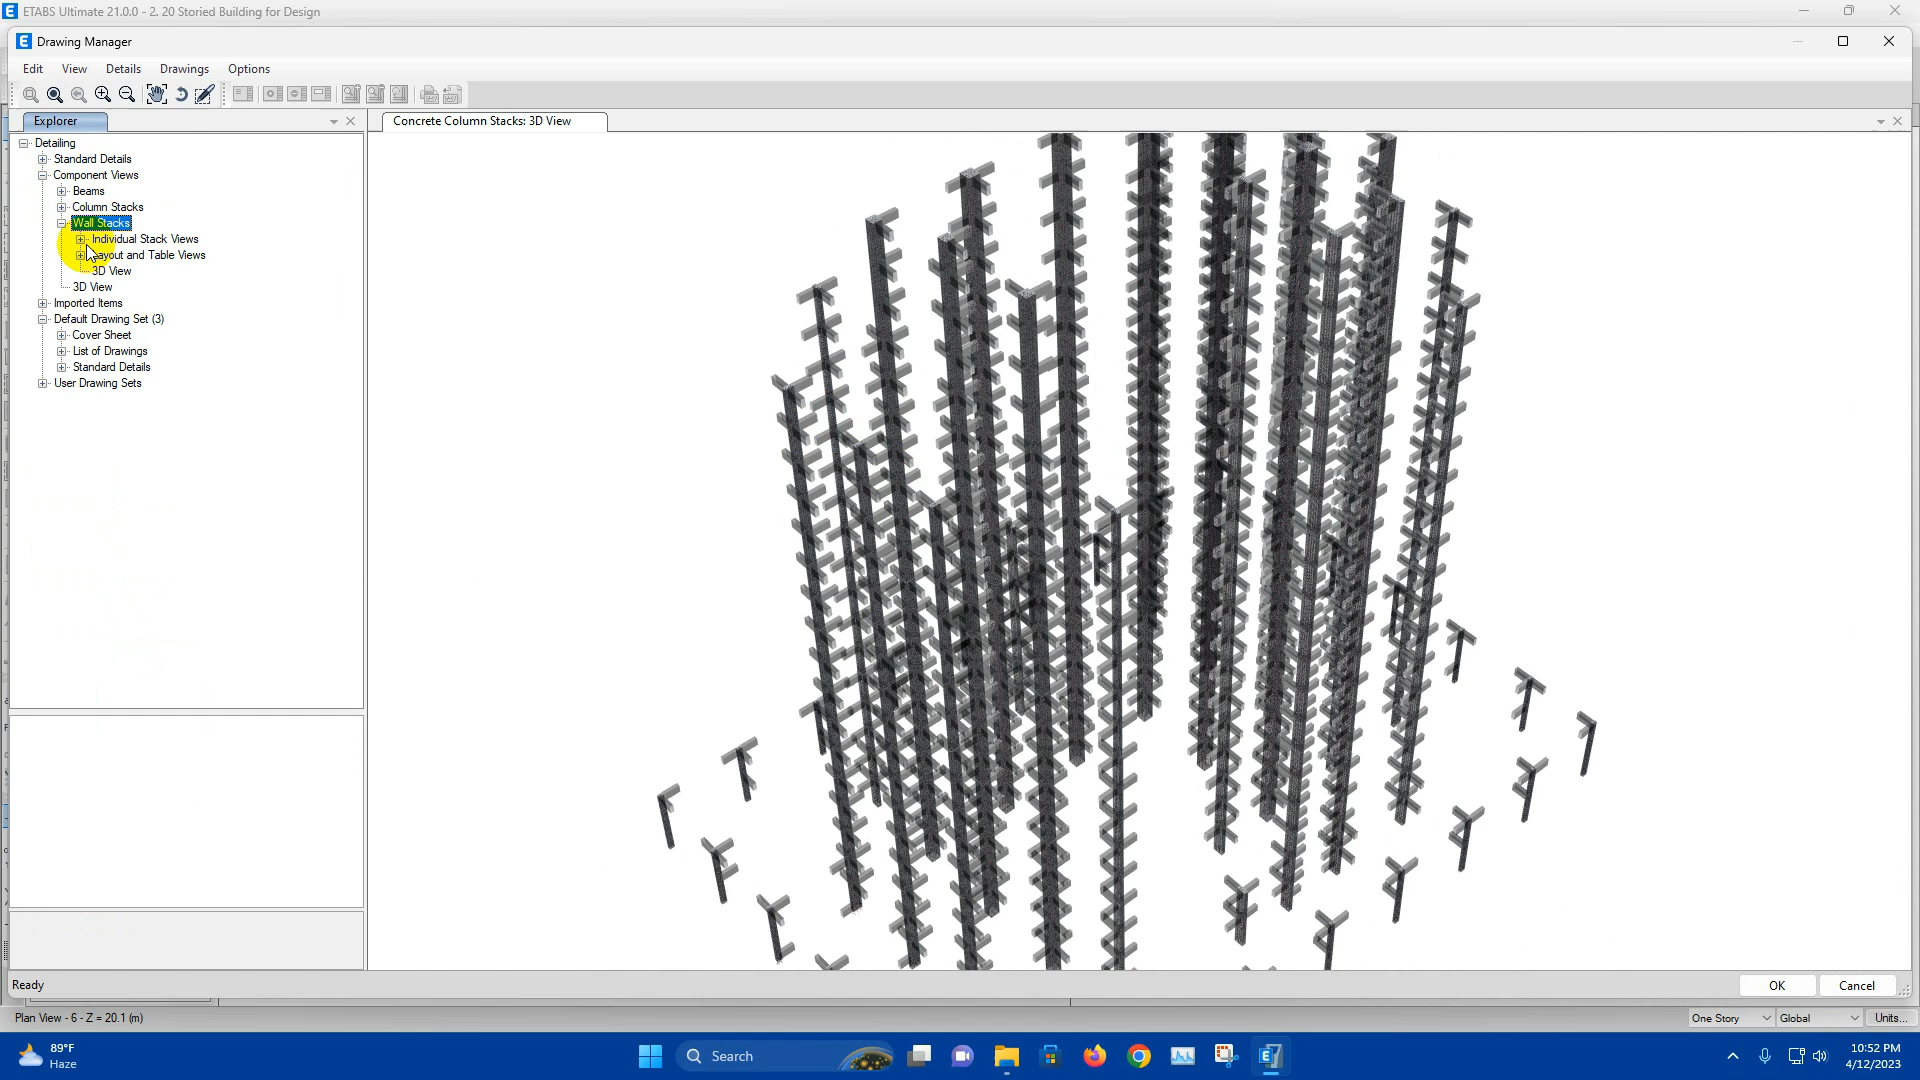 ETABS Ultimate 21.0.0 - 2. 20 Storied Building for Design
Drawing Manager
Edit View Details Drawings Options
Explorer
Concrete Column Stacks: 3D View
Detailing
Standard Details
Component Views
Beams
Column Stacks
Wall Stacks
Individual Stack Views
ayout and Table Views
3D View
3D View
Imported Items
Default Drawing Set (3)
Cover Sheet
List of Drawings
Standard Details
User Drawing Sets
Ready
OK Cancel
Plan View - 6 - Z = 20.1 (m)
One Story Global Units...
89°F
Haze
Search
10:52 PM
4/12/2023